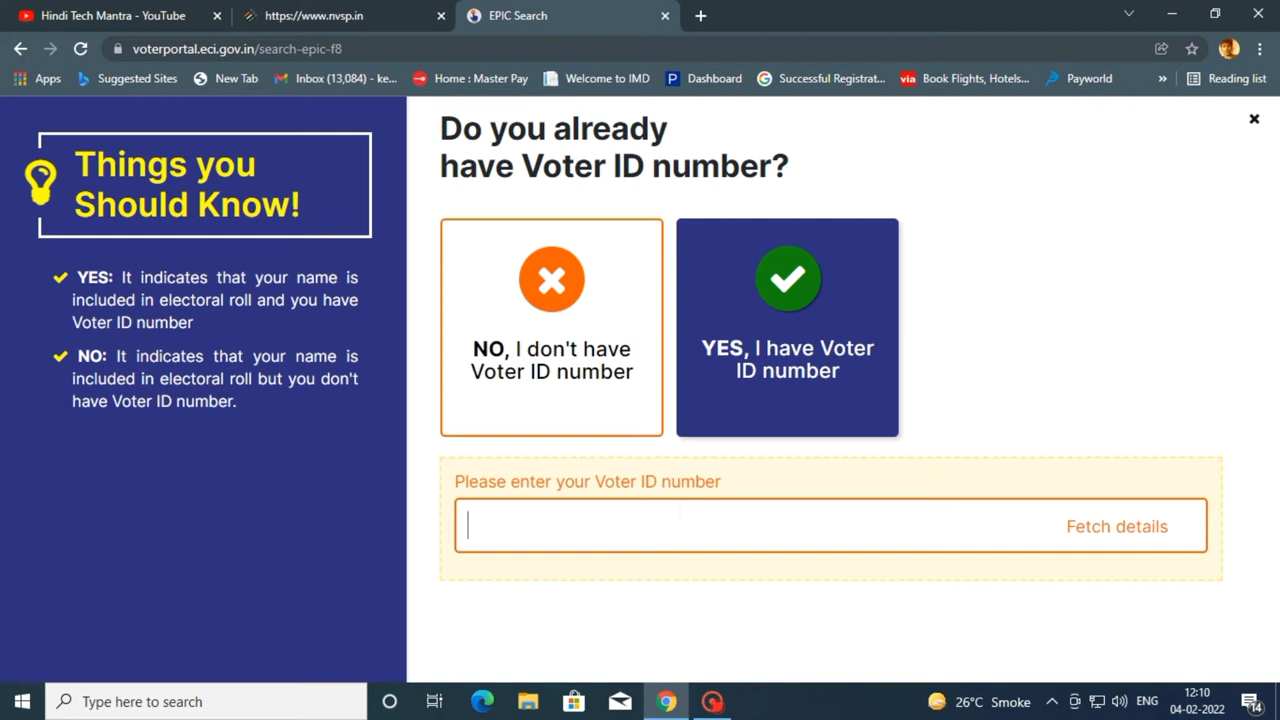 Hindi Tech Mantra - YouTube
https://www.nvsp.in
EPIC Search
voterportal.eci.gov.in/search-epic-f8
Apps
Suggested Sites
New Tab
Inbox (13,084) - ke...
Home : Master Pay
Welcome to IMD
Dashboard
Successful Registrat...
via Book Flights, Hotels...
Payworld
»
Reading list
Things you
Should Know!
YES: It indicates that your name is
included in electoral roll and you have
Voter ID number
NO: It indicates that your name is
included in electoral roll but you don't
have Voter ID number.
Do you already
have Voter ID number?
NO, I don't have
Voter ID number
YES, I have Voter
ID number
Please enter your Voter ID number
Fetch details
Type here to search
26°C Smoke
ENG
12:10
04-02-2022
14